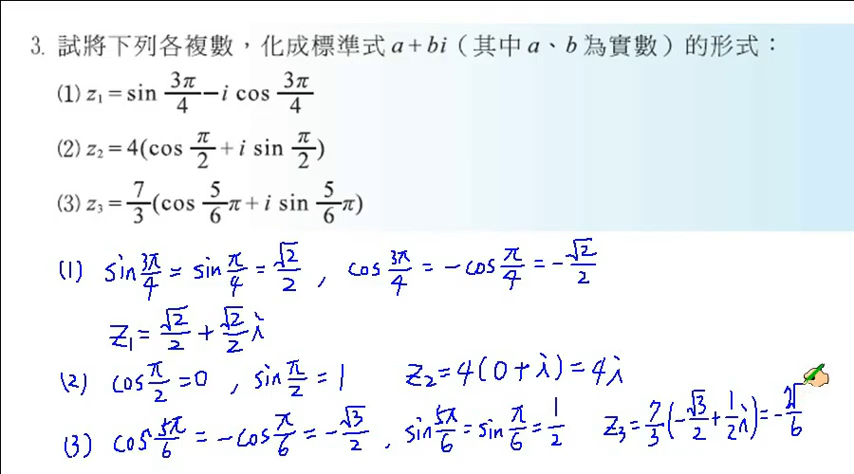 3. 試將下列各複數，化成標準式 a + bi（其中 a、b 為實數）的形式：
(1) z₁ = sin 3π/4 − i cos 3π/4
(2) z₂ = 4(cos π/2 + i sin π/2)
(3) z₃ = 7/3(cos 5/6 π + i sin 5/6 π)
(1) sin 3π/4 = sin π/4 = √2/2 , cos 3π/4 = −cos π/4 = −√2/2
Z₁ = √2/2 + √2/2 i
(2) cos π/2 = 0 , sin π/2 = 1 Z₂ = 4(0 + i) = 4i
(3) cos 5π/6 = −cos π/6 = −√3/2 , sin 5π/6 = sin π/6 = 1/2 Z₃ = 7/3(−√3/2 + 1/2 i) = −7√/6